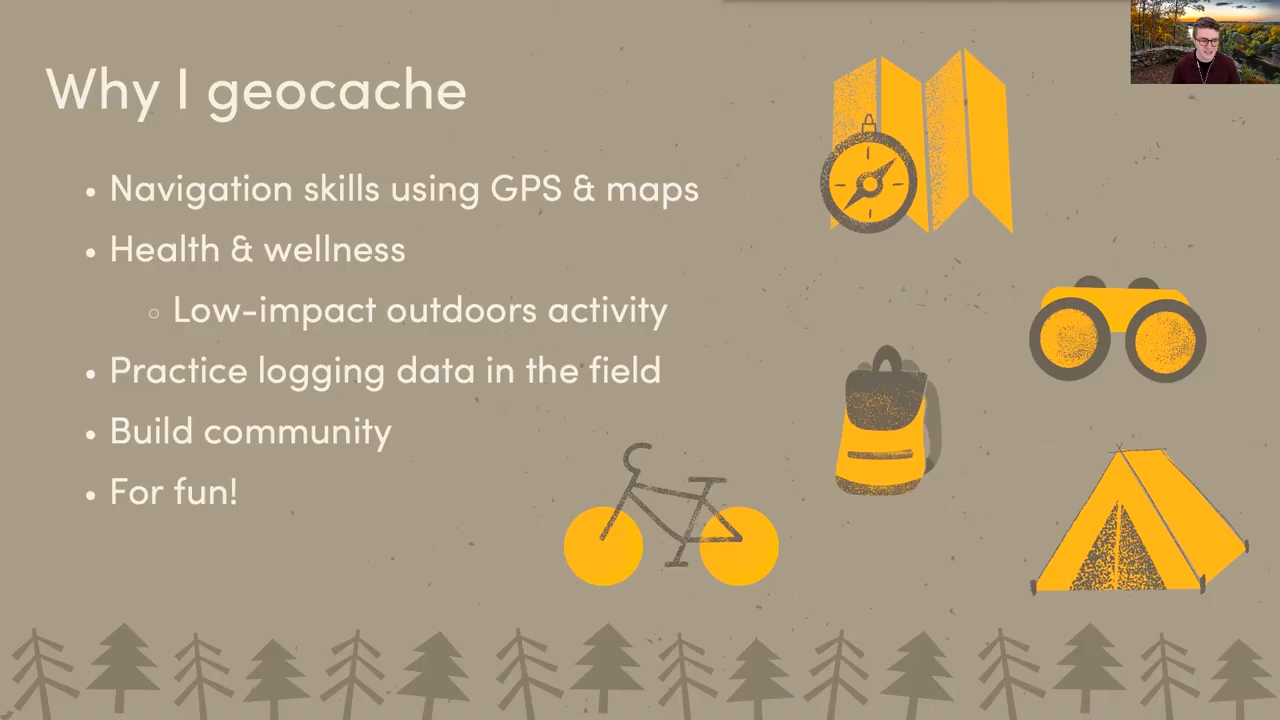 Why I geocache
• Navigation skills using GPS & maps
• Health & wellness
◦ Low-impact outdoors activity
• Practice logging data in the field
• Build community
• For fun!